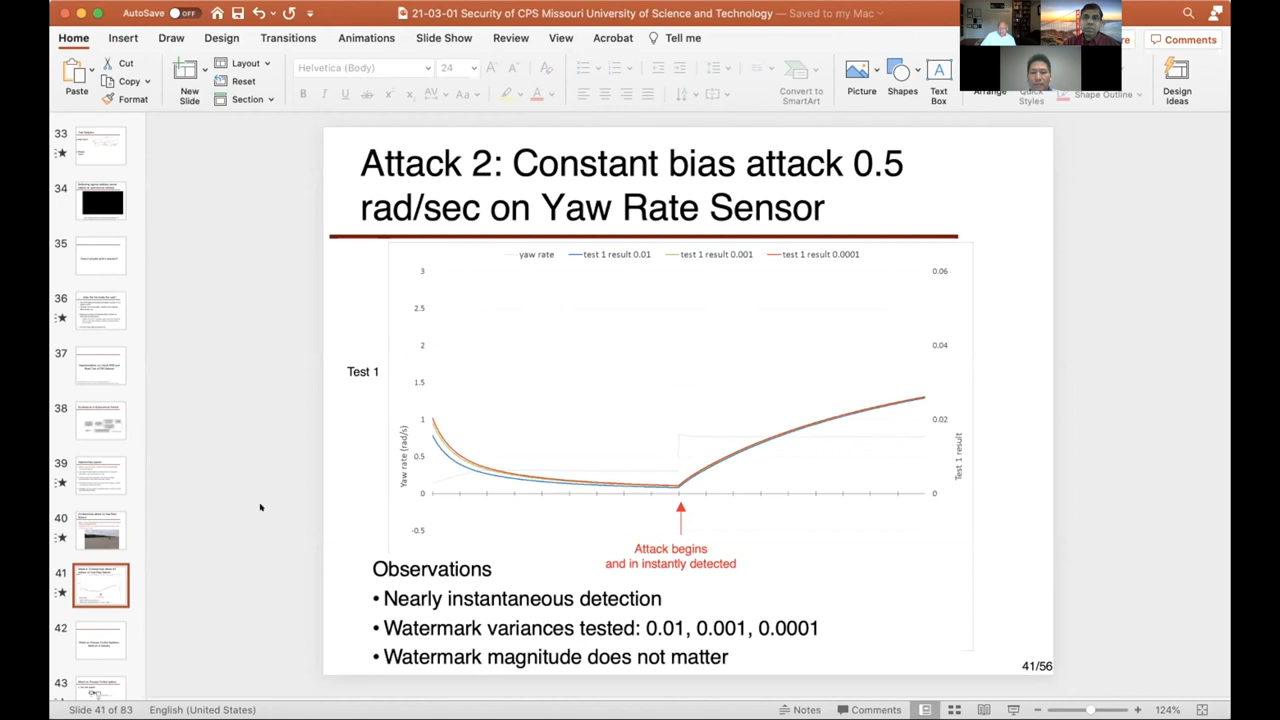 AutoSave OFF
21-03-01 Security of CPS Missouri University of Science and Technology — Saved to my Mac
Home Insert Draw Design Transitions Animations Slide Show Review View Acrobat Tell me
Comments
Paste
Cut
Copy
Format
New Slide
Layout
Reset
Section
Helvetica (Body) 24
Convert to SmartArt
Picture
Shapes
Text Box
Arrange
Quick Styles
Shape Outline
Design Ideas
33
34
35
36
37
38
39
40
41
42
43
Attack 2: Constant bias attack 0.5
rad/sec on Yaw Rate Sensor
yaw rate test 1 result 0.01 test 1 result 0.001 test 1 result 0.0001
3
2.5
2
1.5
1
0.5
0
-0.5
0.06
0.04
0.02
0
Test 1
Yaw rate (rad/s)
Test 1 result
Attack begins
and in instantly detected
Observations
• Nearly instantaneous detection
• Watermark variances tested: 0.01, 0.001, 0.0001
• Watermark magnitude does not matter
41/56
Slide 41 of 83 English (United States) Notes Comments 124%